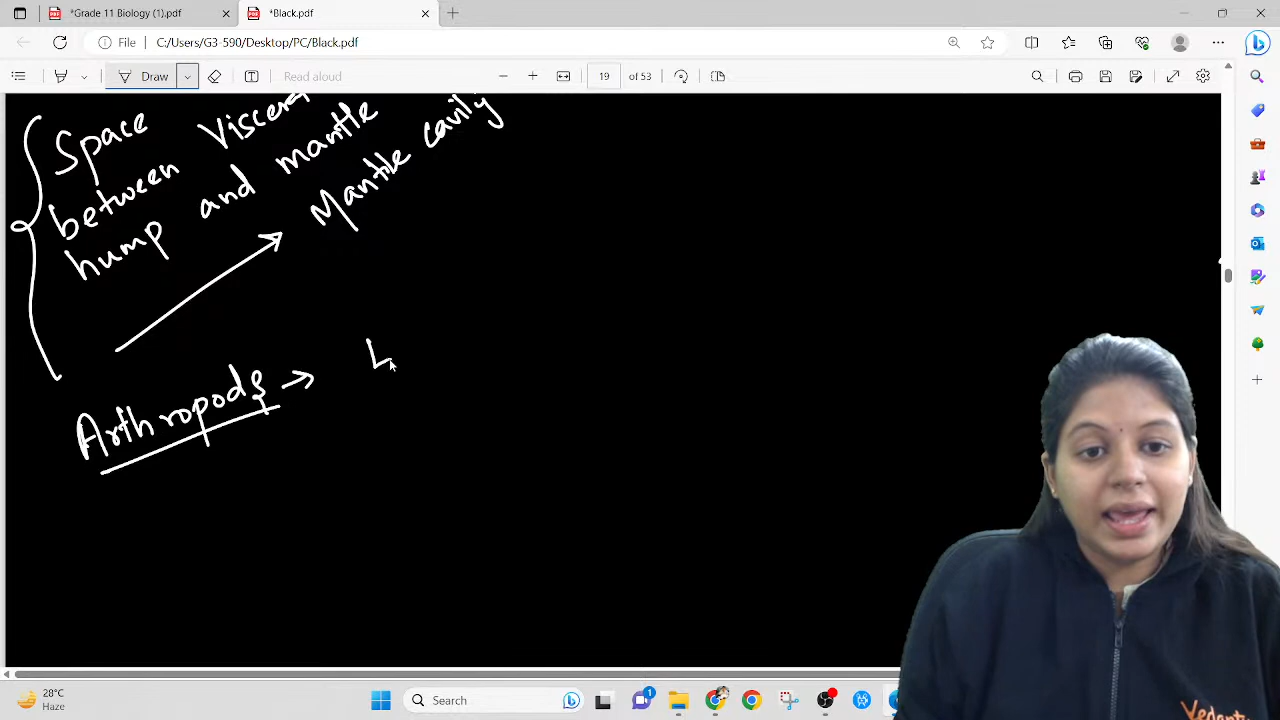 *Grade 11 Biology (1).pdf
*Black.pdf
File
C:/Users/G3-590/Desktop/PC/Black.pdf
Draw
Read aloud
19 of 53
Space
between
hump and mantle
Mantle cavity
Arthropods →
28°C
Haze
Search
1